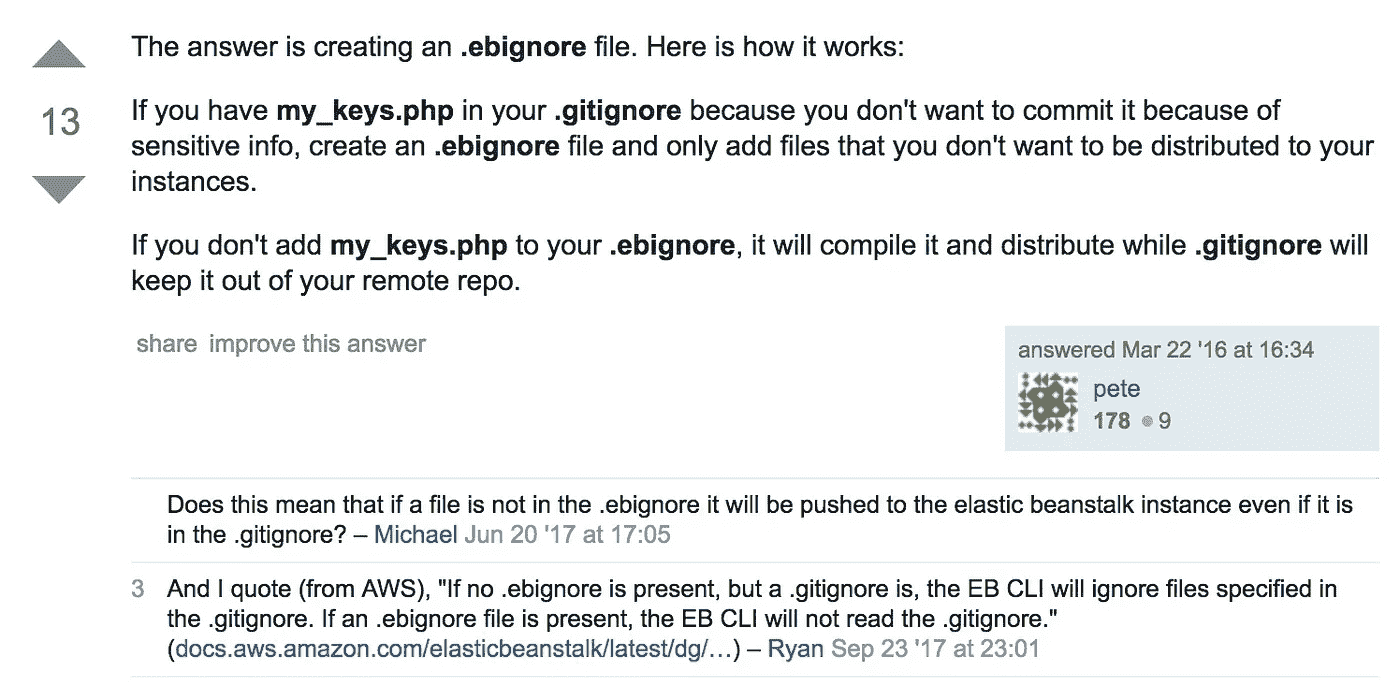 The answer is creating an .ebignore file. Here is how it works:
13
If you have my_keys.php in your .gitignore because you don't want to commit it because of
sensitive info, create an .ebignore file and only add files that you don't want to be distributed to your
instances.
If you don't add my_keys.php to your .ebignore, it will compile it and distribute while .gitignore will
keep it out of your remote repo.
share improve this answer
answered Mar 22 '16 at 16:34
pete
178 9
Does this mean that if a file is not in the .ebignore it will be pushed to the elastic beanstalk instance even if it is
in the .gitignore? – Michael Jun 20 '17 at 17:05
3 And I quote (from AWS), "If no .ebignore is present, but a .gitignore is, the EB CLI will ignore files specified in
the .gitignore. If an .ebignore file is present, the EB CLI will not read the .gitignore."
(docs.aws.amazon.com/elasticbeanstalk/latest/dg/…) – Ryan Sep 23 '17 at 23:01